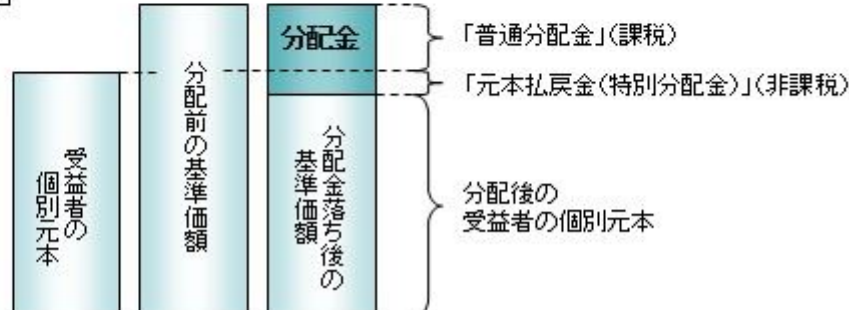 受益者の
個別元本
分配前の基準価額
分配金
分配金落ち後の
基準価額
「普通分配金」(課税)
「元本払戻金(特別分配金)」(非課税)
分配後の
受益者の個別元本